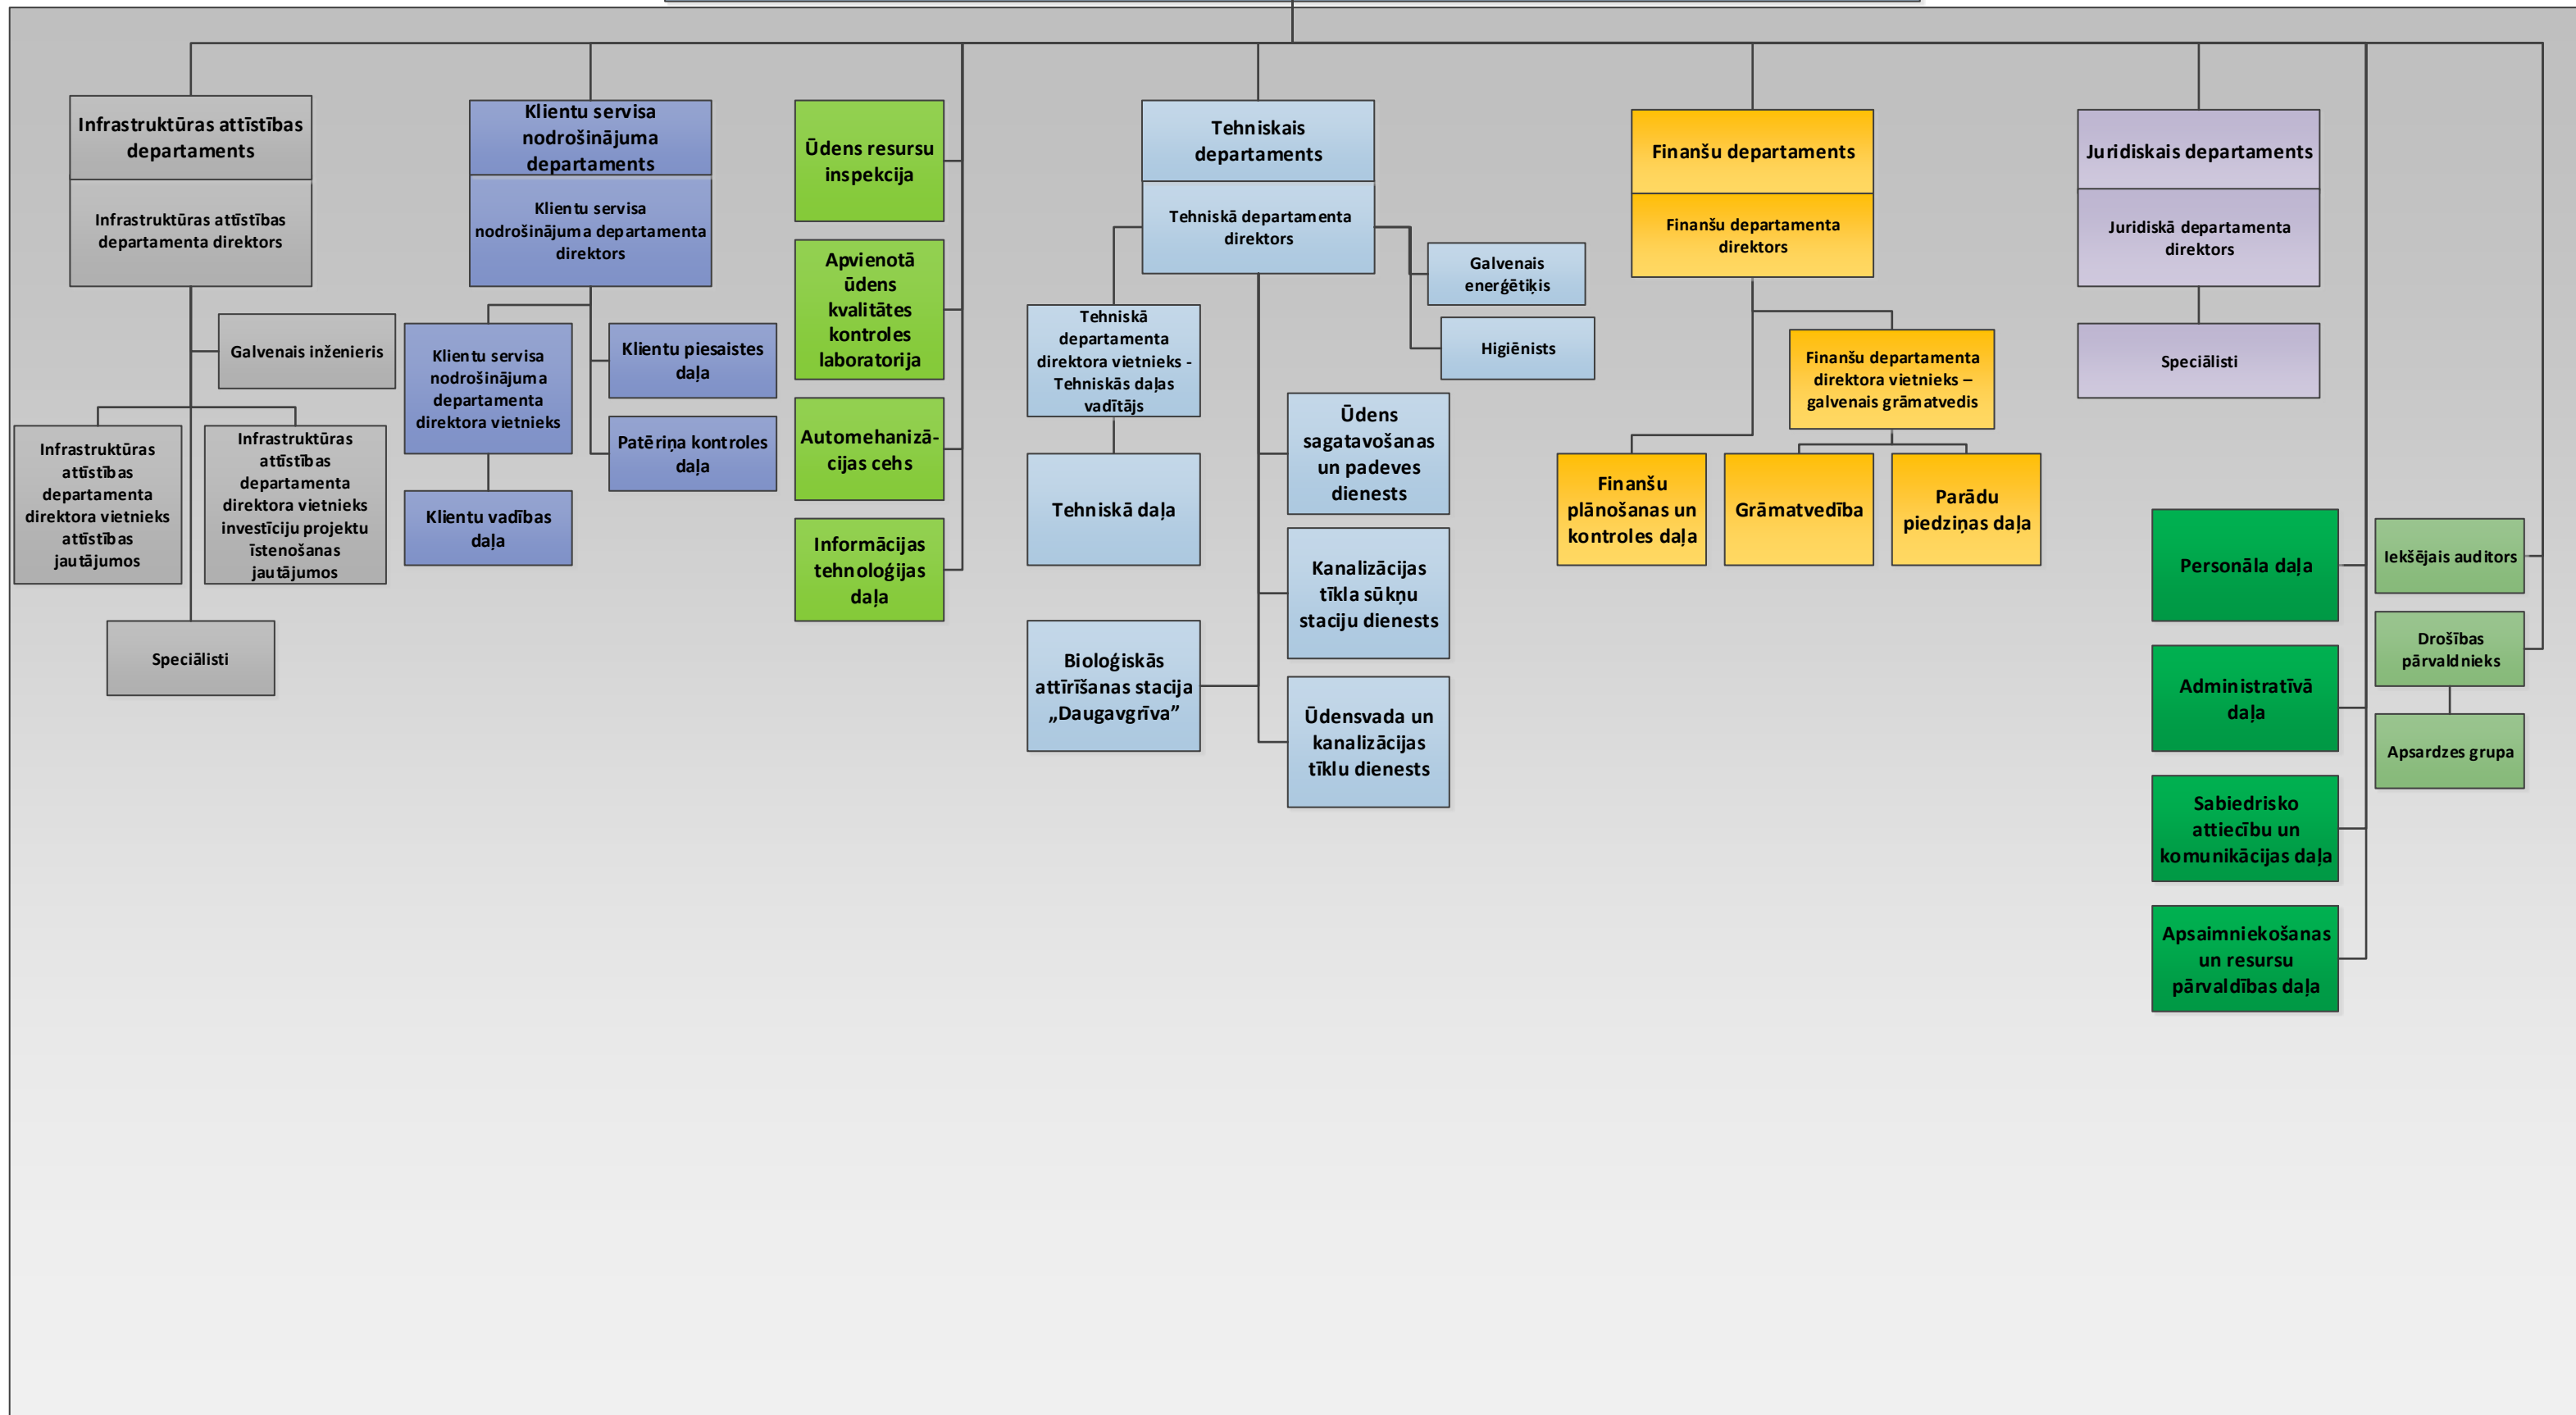 Infrastruktūras attīstības
departaments
Infrastruktūras attīstības
departamenta direktors
Galvenais inženieris
Infrastruktūras
attīstības
departamenta
direktora vietnieks
attīstības
jautājumos
Infrastruktūras
attīstības
departamenta
direktora vietnieks
investīciju projektu
īstenošanas
jautājumos
Speciālisti
Klientu servisa
nodrošinājuma
departaments
Klientu servisa
nodrošinājuma departamenta
direktors
Klientu servisa
nodrošinājuma
departamenta
direktora vietnieks
Klientu vadības
daļa
Klientu piesaistes
daļa
Patēriņa kontroles
daļa
Ūdens resursu
inspekcija
Apvienotā
ūdens
kvalitātes
kontroles
laboratorija
Automehanizā-
cijas cehs
Informācijas
tehnoloģijas
daļa
Tehniskais
departaments
Tehniskā departamenta
direktors
Galvenais
enerģētiķis
Higiēnists
Tehniskā
departamenta
direktora vietnieks -
Tehniskās daļas
vadītājs
Tehniskā daļa
Bioloģiskās
attīrīšanas stacija
„Daugavgrīva”
Ūdens
sagatavošanas
un padeves
dienests
Kanalizācijas
tīkla sūkņu
staciju dienests
Ūdensvada un
kanalizācijas
tīklu dienests
Finanšu departaments
Finanšu departamenta
direktors
Finanšu departamenta
direktora vietnieks –
galvenais grāmatvedis
Finanšu
plānošanas un
kontroles daļa
Grāmatvedība
Parādu
piedziņas daļa
Juridiskais departaments
Juridiskā departamenta
direktors
Speciālisti
Personāla daļa
Administratīvā
daļa
Sabiedrisko
attiecību un
komunikācijas daļa
Apsaimniekošanas
un resursu
pārvaldības daļa
Iekšējais auditors
Drošības
pārvaldnieks
Apsardzes grupa